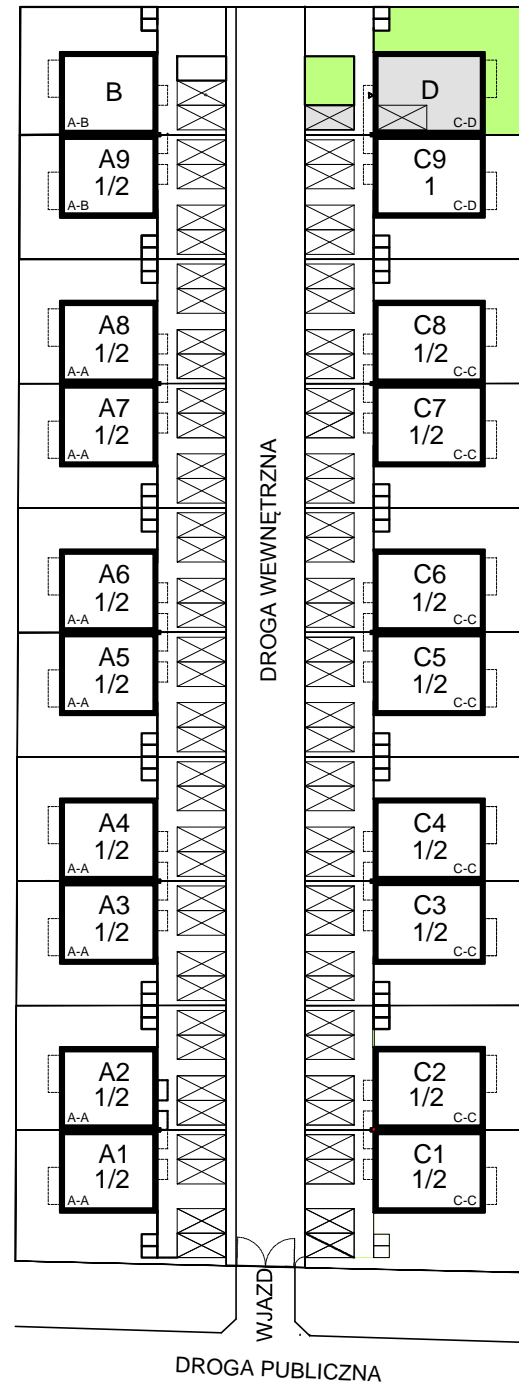 B
A-B
D
C-D
A9
1/2
A-B
C9
1
C-D
A8
1/2
A-A
C8
1/2
C-C
A7
1/2
A-A
C7
1/2
C-C
DROGA WEWNĘTRZNA
A6
1/2
A-A
C6
1/2
C-C
A5
1/2
A-A
C5
1/2
C-C
A4
1/2
A-A
C4
1/2
C-C
A3
1/2
A-A
C3
1/2
C-C
A2
1/2
A-A
C2
1/2
C-C
A1
1/2
A-A
C1
1/2
C-C
WJAZD
DROGA PUBLICZNA